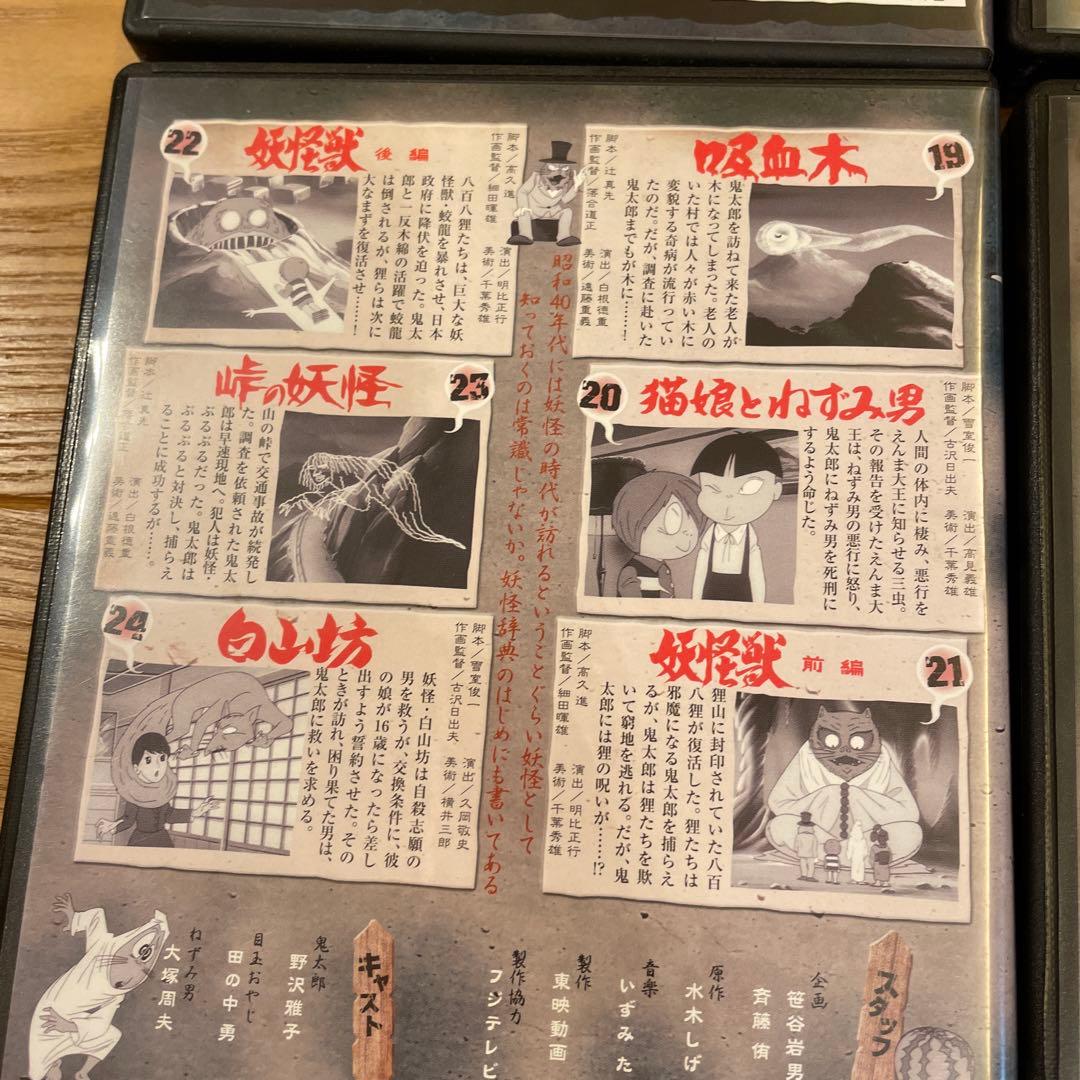 19
吸血木
脚本/辻真先
演出/白根徳重
作画監督/落合道正
美術/遠藤重義
鬼太郎を訪ねて来た老人が
木になってしまった。老人の
いた村では人々が赤い木に
変貌する奇病が流行ってい
たのだ。だが、調査に赴いた
鬼太郎までもが木に……!
20
猫娘とねずみ男
脚本/雪室俊一
演出/高見義雄
作画監督/古沢日出夫
美術/千葉秀雄
人間の体内に棲み、悪行を
えんま大王に知らせる三虫。
その報告を受けたえんま大
王は、ねずみ男の悪行に怒り、
鬼太郎にねずみ男を死刑に
するよう命じた。
21
妖怪獣 前編
脚本/高久進
演出/明比正行
作画監督/細田暉雄
美術/千葉秀雄
狸山に封印されていた八百
八狸が復活した。狸たちは
邪魔になる鬼太郎を捕らえ
るが、鬼太郎は狸たちを欺
いて窮地を逃れる。だが、鬼
太郎には狸の呪いが……!?
昭和40年代には妖怪の時代が訪れるということぐらい妖怪として
知っておくのは常識じゃないか。妖怪辞典のはじめにも書いてある
22
妖怪獣 後編
脚本/高久進
演出/明比正行
作画監督/細田暉雄
美術/千葉秀雄
八百八狸たちは、巨大な妖
怪獣・蛟龍を暴れさせ、日本
政府に降伏を迫った。鬼太
郎と一反木綿の活躍で蛟龍
は倒されるが、狸らは次に
大なまずを復活させ……!
23
峠の妖怪
脚本/辻真先
演出/白根徳重
作画監督/落合道正
美術/遠藤重義
山の峠で交通事故が続発し
た。調査を依頼された鬼太
郎は早速現地へ。犯人は妖怪・
ぶるぶるだった。鬼太郎は
ぶるぶると対決し、捕らえ
ることに成功するが……。
24
白山坊
脚本/雪室俊一
演出/久岡敬史
作画監督/古沢日出夫
美術/横井三郎
妖怪・白山坊は自殺志願の
男を救うが、交換条件に、彼
の娘が16歳になったら差し
出すよう誓約させた。その
ときが訪れ、困り果てた男は、
鬼太郎に救いを求める。
スタッフ
企画
笹谷岩男
斉藤侑
原作
水木しげ
音楽
いずみた
製作
東映動画
製作協力
フジテレビ
キャスト
鬼太郎
野沢雅子
目玉おやじ
田の中勇
ねずみ男
大塚周夫